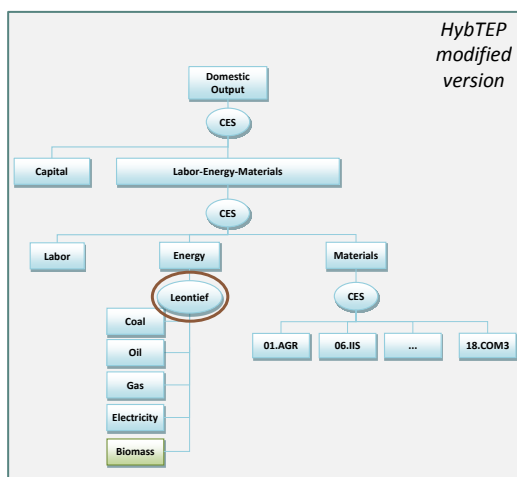 HybTEP
modified
version
Domestic
Output
CES
Capital
Labor-Energy-Materials
CES
Labor
Energy
Materials
Leontief
CES
Coal
Oil
Gas
Electricity
Biomass
01.AGR
06.IIS
...
18.COM3